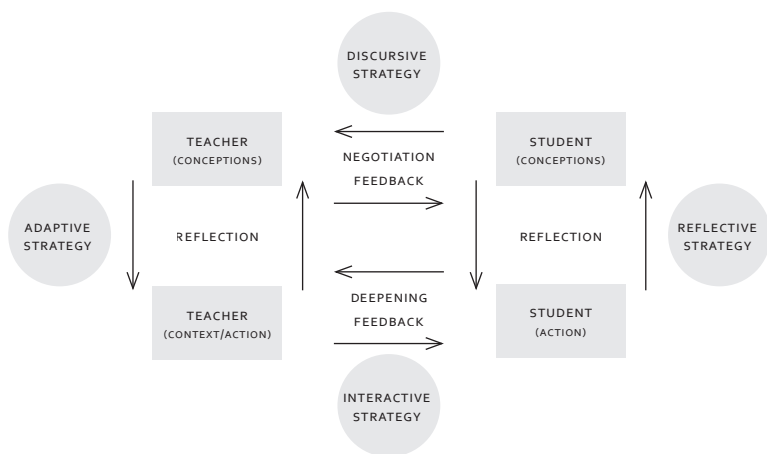 DISCURSIVE
STRATEGY
TEACHER
(CONCEPTIONS)
NEGOTIATION
FEEDBACK
STUDENT
(CONCEPTIONS)
ADAPTIVE
STRATEGY
REFLECTION
REFLECTION
REFLECTIVE
STRATEGY
TEACHER
(CONTEXT/ACTION)
DEEPENING
FEEDBACK
STUDENT
(ACTION)
INTERACTIVE
STRATEGY